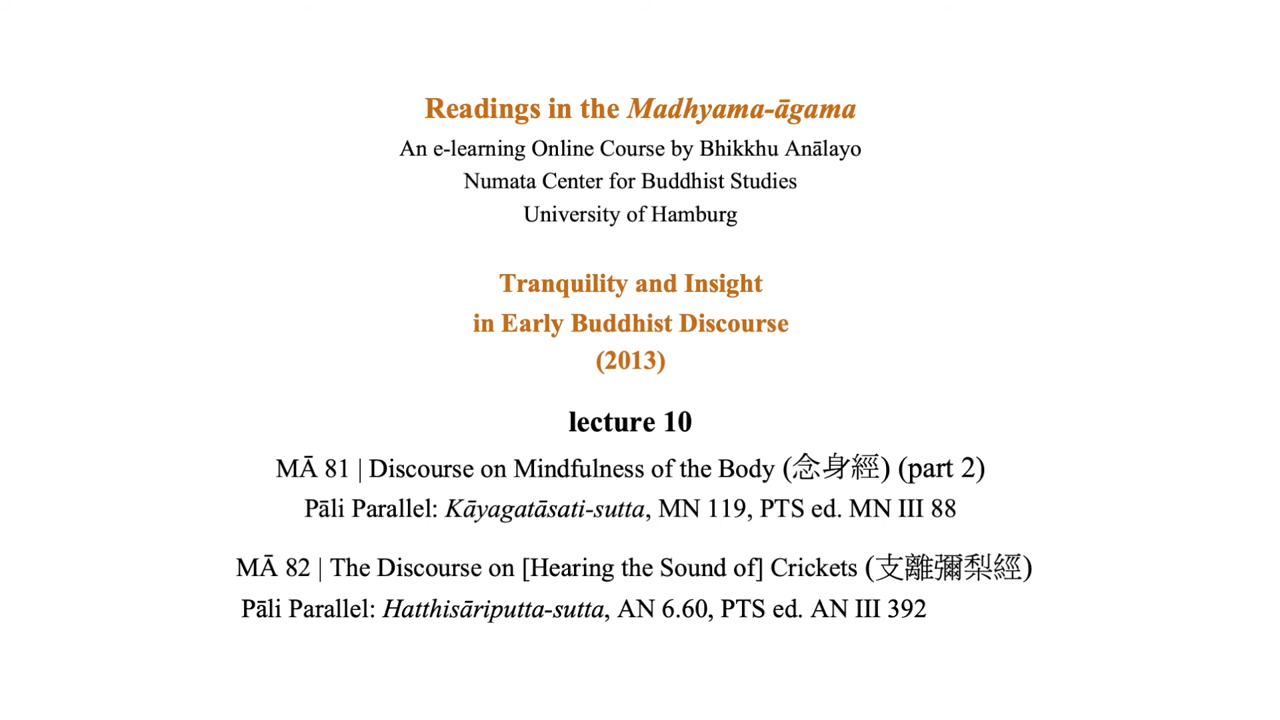 Readings in the Madhyama-āgama
An e-learning Online Course by Bhikkhu Anālayo
Numata Center for Buddhist Studies
University of Hamburg
Tranquility and Insight
in Early Buddhist Discourse
(2013)
lecture 10
MĀ 81 | Discourse on Mindfulness of the Body (念身經) (part 2)
Pāli Parallel: Kāyagatāsati-sutta, MN 119, PTS ed. MN III 88
MĀ 82 | The Discourse on [Hearing the Sound of] Crickets (支離彌梨經)
Pāli Parallel: Hatthisāriputta-sutta, AN 6.60, PTS ed. AN III 392